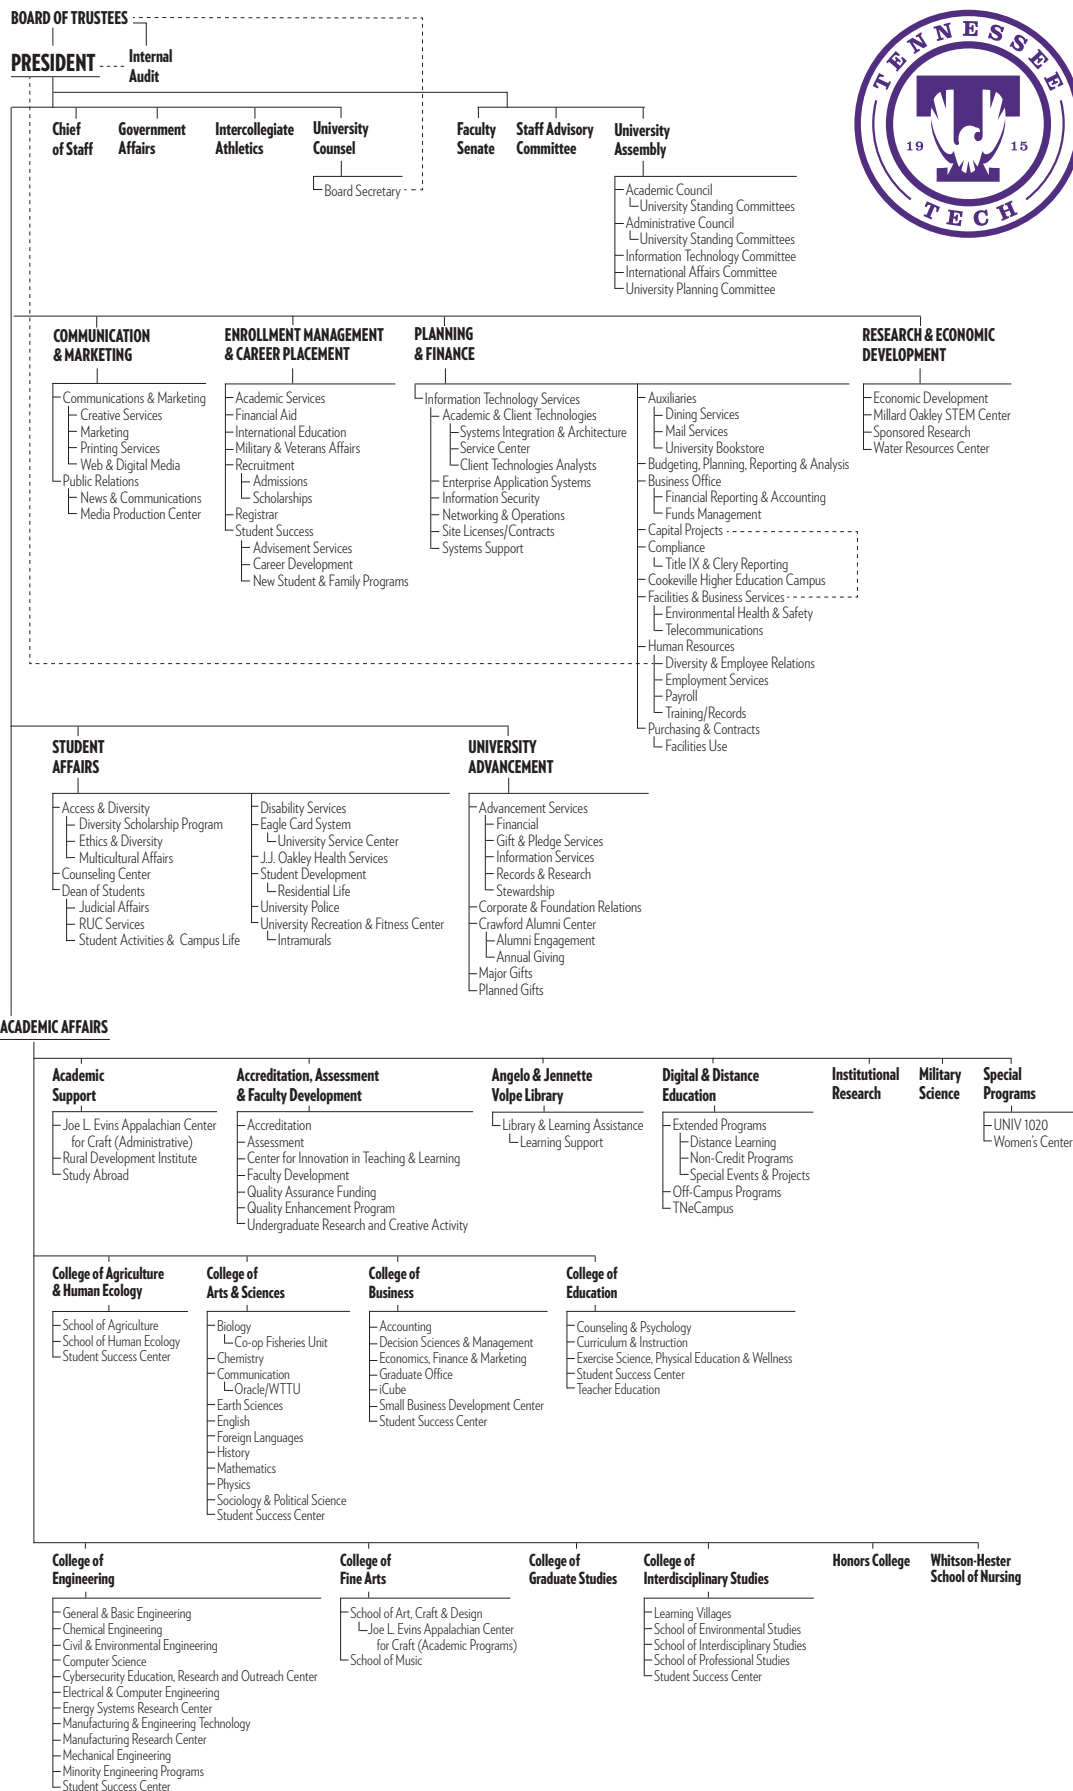 BOARD OF TRUSTEES
PRESIDENT
Internal
Audit
TENNESSEE
TECH
19 15
T
Chief
of Staff
Government
Affairs
Intercollegiate
Athletics
University
Counsel
Board Secretary
Faculty
Senate
Staff Advisory
Committee
University
Assembly
Academic Council
University Standing Committees
Administrative Council
University Standing Committees
Information Technology Committee
International Affairs Committee
University Planning Committee
COMMUNICATION
& MARKETING
Communications & Marketing
Creative Services
Marketing
Printing Services
Web & Digital Media
Public Relations
News & Communications
Media Production Center
ENROLLMENT MANAGEMENT
& CAREER PLACEMENT
Academic Services
Financial Aid
International Education
Military & Veterans Affairs
Recruitment
Admissions
Scholarships
Registrar
Student Success
Advisement Services
Career Development
New Student & Family Programs
PLANNING
& FINANCE
Information Technology Services
Academic & Client Technologies
Systems Integration & Architecture
Service Center
Client Technologies Analysts
Enterprise Application Systems
Information Security
Networking & Operations
Site Licenses/Contracts
Systems Support
Auxiliaries
Dining Services
Mail Services
University Bookstore
Budgeting, Planning, Reporting & Analysis
Business Office
Financial Reporting & Accounting
Funds Management
Capital Projects
Compliance
Title IX & Clery Reporting
Cookeville Higher Education Campus
Facilities & Business Services
Environmental Health & Safety
Telecommunications
Human Resources
Diversity & Employee Relations
Employment Services
Payroll
Training/Records
Purchasing & Contracts
Facilities Use
RESEARCH & ECONOMIC
DEVELOPMENT
Economic Development
Millard Oakley STEM Center
Sponsored Research
Water Resources Center
STUDENT
AFFAIRS
Access & Diversity
Diversity Scholarship Program
Ethics & Diversity
Multicultural Affairs
Counseling Center
Dean of Students
Judicial Affairs
RUC Services
Student Activities & Campus Life
Disability Services
Eagle Card System
University Service Center
J.J. Oakley Health Services
Student Development
Residential Life
University Police
University Recreation & Fitness Center
Intramurals
UNIVERSITY
ADVANCEMENT
Advancement Services
Financial
Gift & Pledge Services
Information Services
Records & Research
Stewardship
Corporate & Foundation Relations
Crawford Alumni Center
Alumni Engagement
Annual Giving
Major Gifts
Planned Gifts
ACADEMIC AFFAIRS
Academic
Support
Joe L. Evins Appalachian Center
for Craft (Administrative)
Rural Development Institute
Study Abroad
Accreditation, Assessment
& Faculty Development
Accreditation
Assessment
Center for Innovation in Teaching & Learning
Faculty Development
Quality Assurance Funding
Quality Enhancement Program
Undergraduate Research and Creative Activity
Angelo & Jennette
Volpe Library
Library & Learning Assistance
Learning Support
Digital & Distance
Education
Extended Programs
Distance Learning
Non-Credit Programs
Special Events & Projects
Off-Campus Programs
TNeCampus
Institutional
Research
Military
Science
Special
Programs
UNIV 1020
Women's Center
College of Agriculture
& Human Ecology
School of Agriculture
School of Human Ecology
Student Success Center
College of
Arts & Sciences
Biology
Co-op Fisheries Unit
Chemistry
Communication
Oracle/WTTU
Earth Sciences
English
Foreign Languages
History
Mathematics
Physics
Sociology & Political Science
Student Success Center
College of
Business
Accounting
Decision Sciences & Management
Economics, Finance & Marketing
Graduate Office
iCube
Small Business Development Center
Student Success Center
College of
Education
Counseling & Psychology
Curriculum & Instruction
Exercise Science, Physical Education & Wellness
Student Success Center
Teacher Education
College of
Engineering
General & Basic Engineering
Chemical Engineering
Civil & Environmental Engineering
Computer Science
Cybersecurity Education, Research and Outreach Center
Electrical & Computer Engineering
Energy Systems Research Center
Manufacturing & Engineering Technology
Manufacturing Research Center
Mechanical Engineering
Minority Engineering Programs
Student Success Center
College of
Fine Arts
School of Art, Craft & Design
Joe L. Evins Appalachian Center
for Craft (Academic Programs)
School of Music
College of
Graduate Studies
College of
Interdisciplinary Studies
Learning Villages
School of Environmental Studies
School of Interdisciplinary Studies
School of Professional Studies
Student Success Center
Honors College
Whitson-Hester
School of Nursing